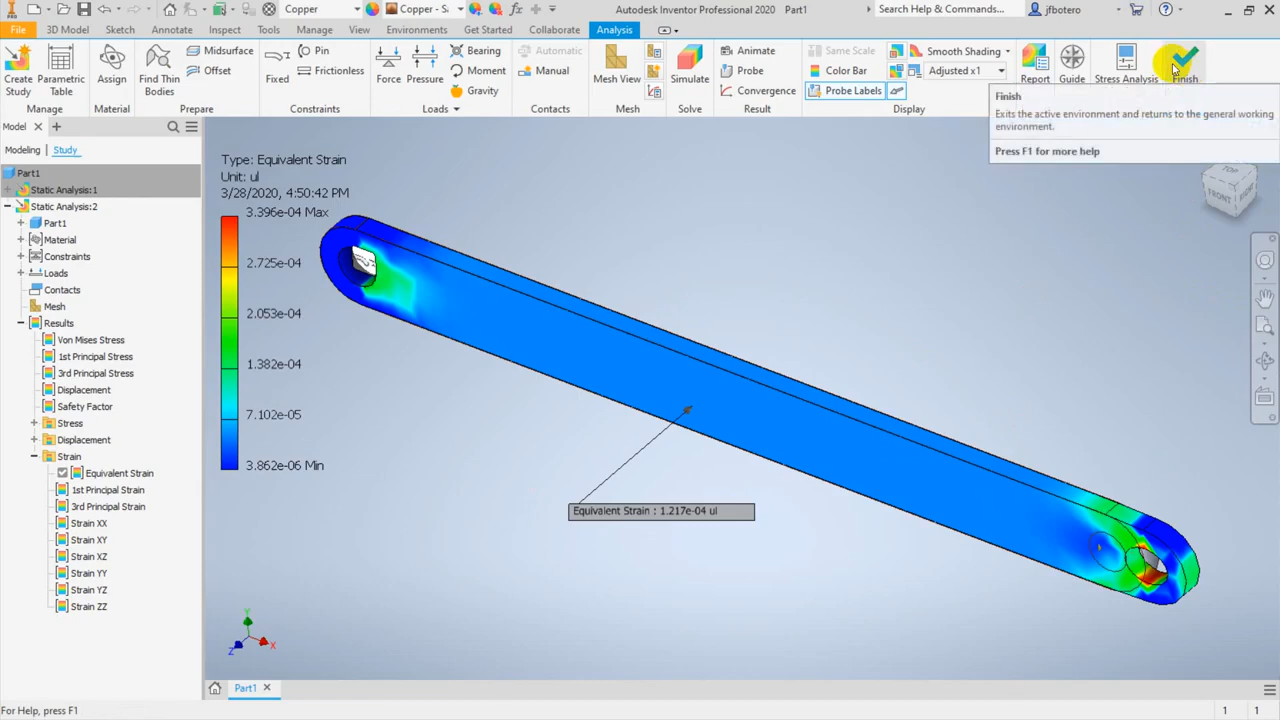 Copper
Copper - S
Autodesk Inventor Professional 2020
Part1
Search Help & Commands...
jfbotero
PRO
File
3D Model
Sketch
Annotate
Inspect
Tools
Manage
View
Environments
Get Started
Collaborate
Analysis
Create
Study
Parametric
Table
Assign
Find Thin
Bodies
Midsurface
Offset
Fixed
Pin
Frictionless
Force
Pressure
Bearing
Moment
Gravity
Automatic
Manual
Mesh View
Simulate
Animate
Probe
Convergence
Same Scale
Color Bar
Probe Labels
Smooth Shading
Adjusted x1
Report
Guide
Stress Analysis
Finish
Manage
Material
Prepare
Constraints
Loads
Contacts
Mesh
Solve
Result
Display
Finish
Exits the active environment and returns to the general working
environment.
Press F1 for more help
Model
Modeling
Study
Part1
Static Analysis:1
Static Analysis:2
Part1
Material
Constraints
Loads
Contacts
Mesh
Results
Von Mises Stress
1st Principal Stress
3rd Principal Stress
Displacement
Safety Factor
Stress
Displacement
Strain
Equivalent Strain
1st Principal Strain
3rd Principal Strain
Strain XX
Strain XY
Strain XZ
Strain YY
Strain YZ
Strain ZZ
Type: Equivalent Strain
Unit: ul
3/28/2020, 4:50:42 PM
3.396e-04 Max
2.725e-04
2.053e-04
1.382e-04
7.102e-05
3.862e-06 Min
Equivalent Strain : 1.217e-04 ul
FRONT
Y
X
Z
Part1
For Help, press F1
1
1